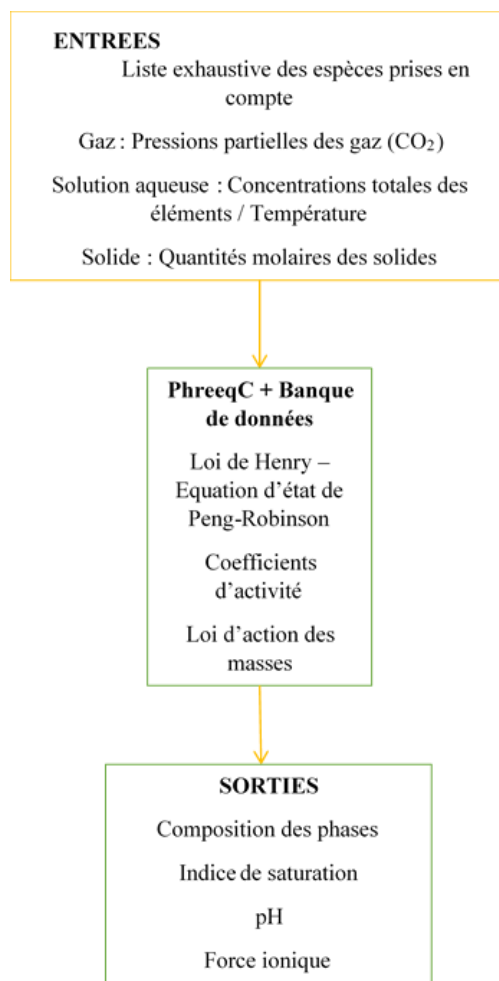 ENTREES
Liste exhaustive des espèces prises en
compte
Gaz : Pressions partielles des gaz (CO₂)
Solution aqueuse : Concentrations totales des
éléments / Température
Solide : Quantités molaires des solides
PhreeqC + Banque
de données
Loi de Henry –
Equation d'état de
Peng-Robinson
Coefficients
d'activité
Loi d'action des
masses
SORTIES
Composition des phases
Indice de saturation
pH
Force ionique